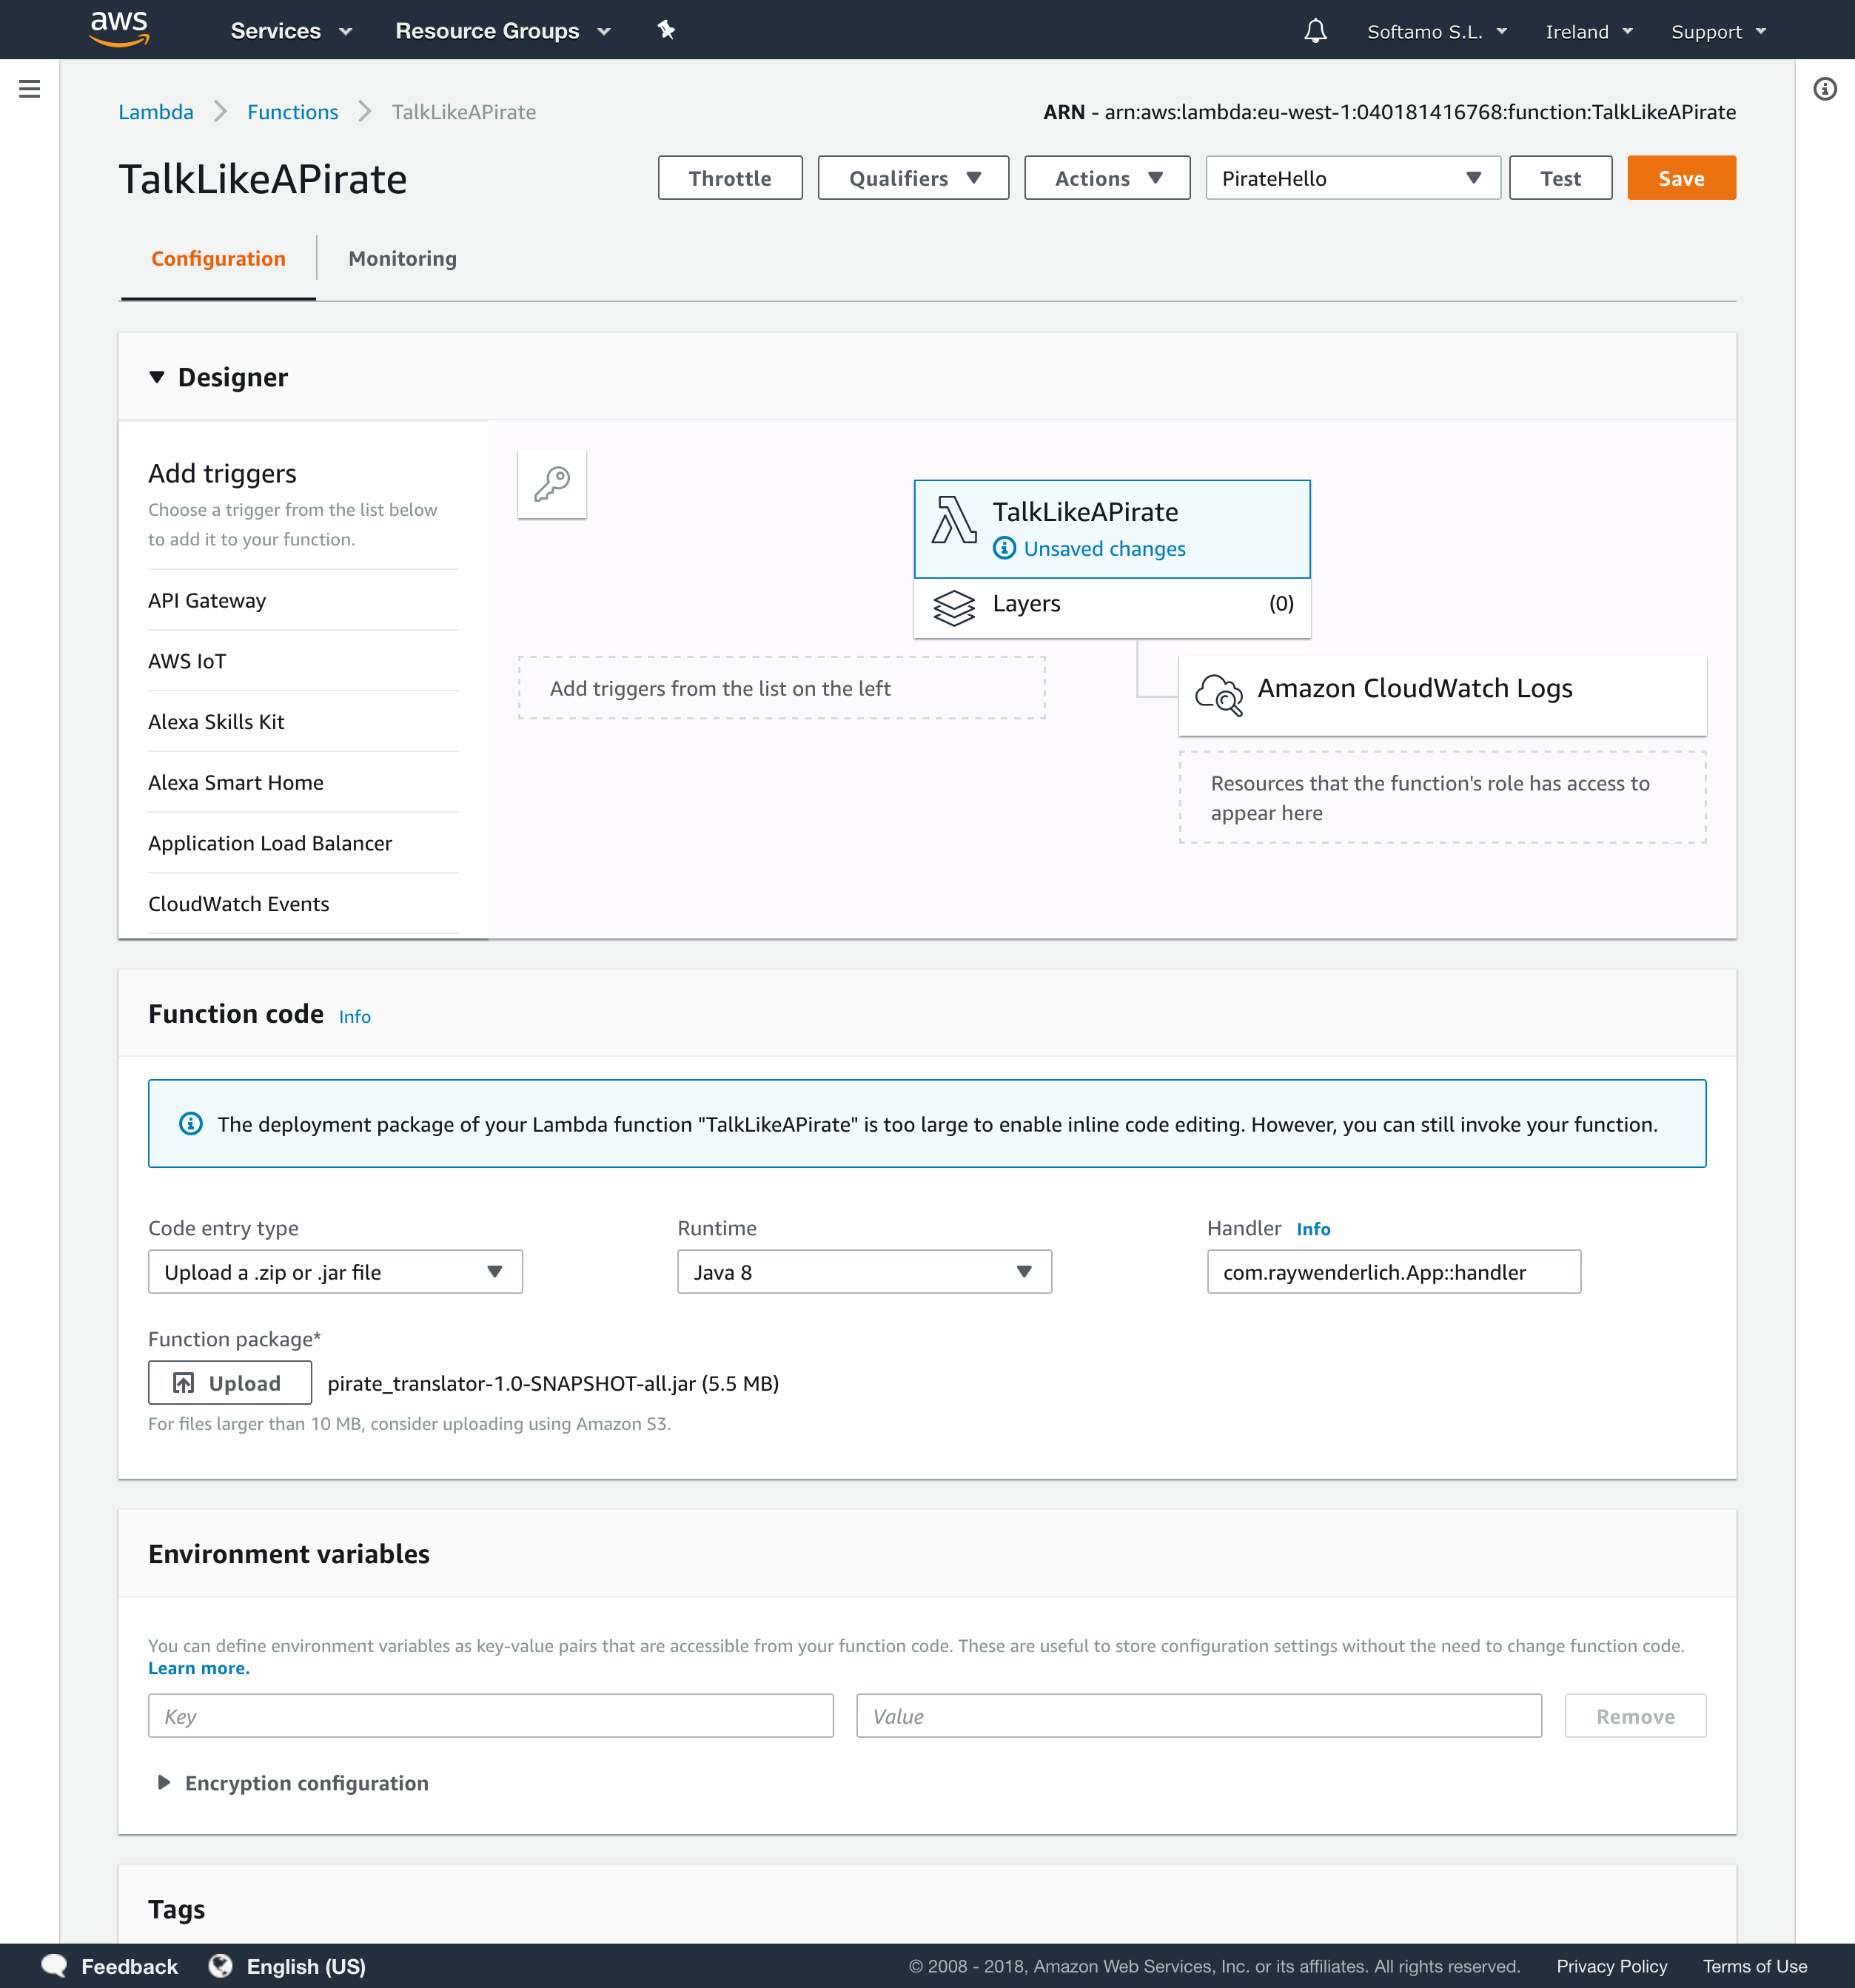 aws
Services
Resource Groups
Softamo S.L.
Ireland
Support
Lambda
Functions
TalkLikeAPirate
ARN - arn:aws:lambda:eu-west-1:040181416768:function:TalkLikeAPirate
TalkLikeAPirate
Throttle
Qualifiers
Actions
PirateHello
Test
Save
Configuration
Monitoring
Designer
Add triggers
Choose a trigger from the list below
to add it to your function.
API Gateway
AWS IoT
Alexa Skills Kit
Alexa Smart Home
Application Load Balancer
CloudWatch Events
TalkLikeAPirate
Unsaved changes
Layers
(0)
Add triggers from the list on the left
Amazon CloudWatch Logs
Resources that the function's role has access to
appear here
Function code Info
The deployment package of your Lambda function "TalkLikeAPirate" is too large to enable inline code editing. However, you can still invoke your function.
Code entry type
Upload a .zip or .jar file
Runtime
Java 8
Handler Info
com.raywenderlich.App::handler
Function package*
Upload
pirate_translator-1.0-SNAPSHOT-all.jar (5.5 MB)
For files larger than 10 MB, consider uploading using Amazon S3.
Environment variables
You can define environment variables as key-value pairs that are accessible from your function code. These are useful to store configuration settings without the need to change function code.
Learn more.
Key
Value
Remove
Encryption configuration
Tags
Feedback
English (US)
© 2008 - 2018, Amazon Web Services, Inc. or its affiliates. All rights reserved.
Privacy Policy
Terms of Use